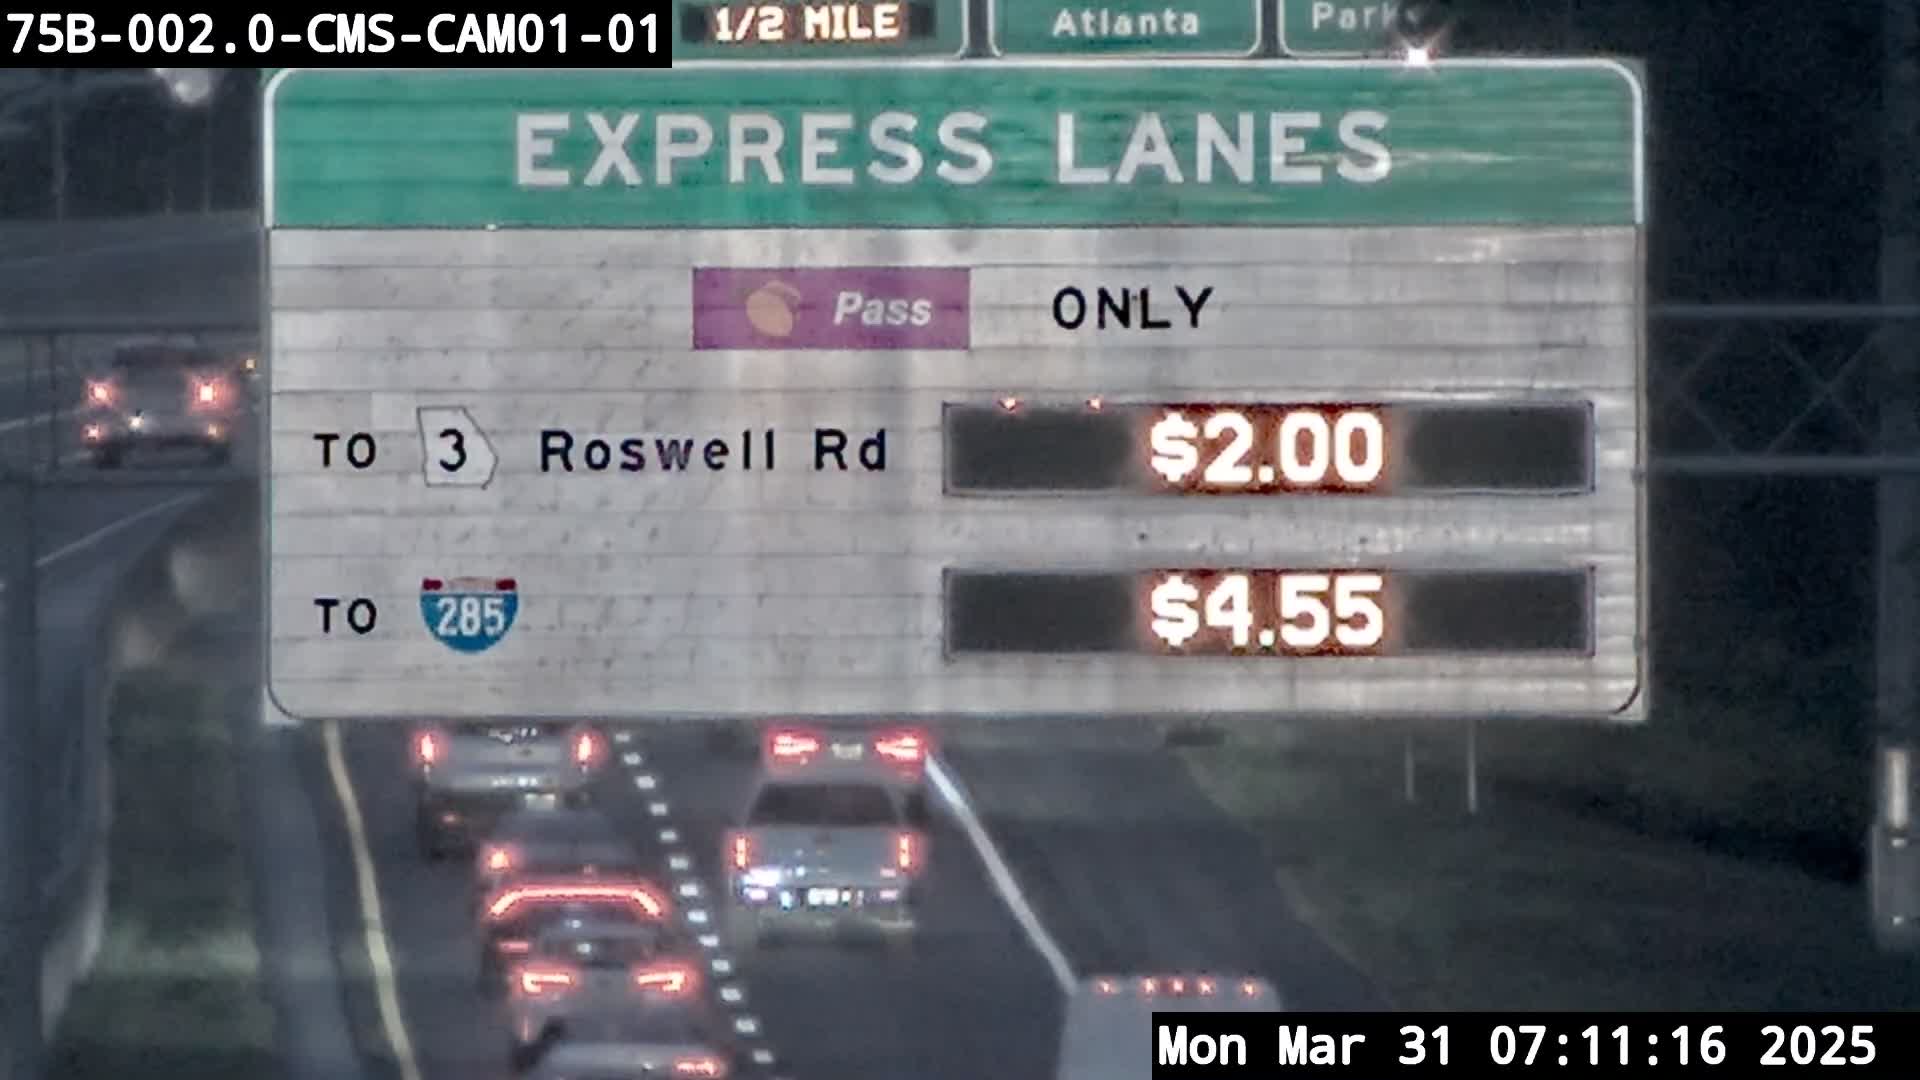 75B-002.0-CMS-CAM01-01
1/2 MILE
Atlanta
Park
EXPRESS LANES
Pass ONLY
TO 3 Roswell Rd $2.00
TO 285 $4.55
Mon Mar 31 07:11:16 2025